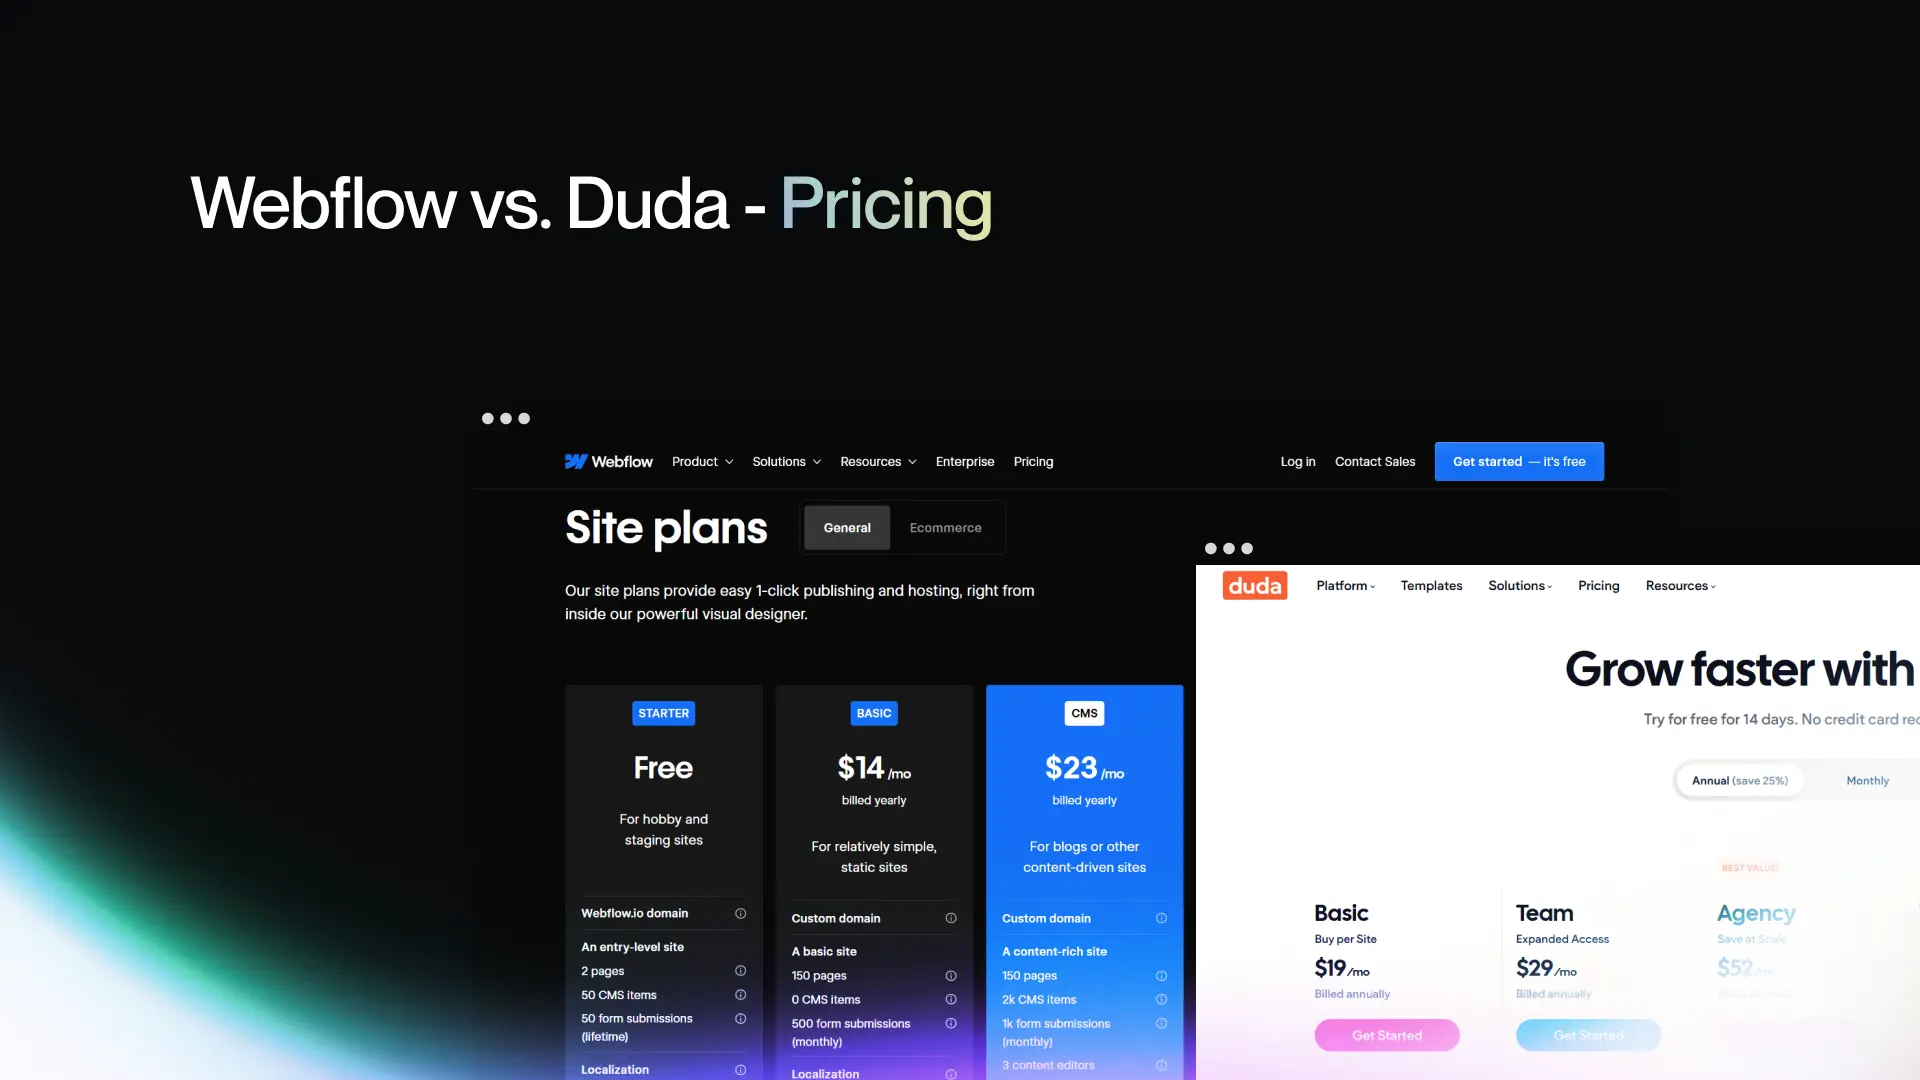 Webflow vs. Duda - Pricing
Webflow Product Solutions Resources Enterprise Pricing Log in Contact Sales Get started — it's free
Site plans General Ecommerce
Our site plans provide easy 1-click publishing and hosting, right from
inside our powerful visual designer.
STARTER
Free
For hobby and
staging sites
Webflow.io domain
An entry-level site
2 pages
50 CMS items
50 form submissions
(lifetime)
Localization
BASIC
$14 /mo
billed yearly
For relatively simple,
static sites
Custom domain
A basic site
150 pages
0 CMS items
500 form submissions
(monthly)
Localization
CMS
$23 /mo
billed yearly
For blogs or other
content-driven sites
Custom domain
A content-rich site
150 pages
2k CMS items
1k form submissions
(monthly)
3 content editors
duda Platform Templates Solutions Pricing Resources
Grow faster with
Try for free for 14 days. No credit card
Annual (save 25%) Monthly
Basic
Buy per Site
$19/mo
Billed annually
Get Started
Team
Expanded Access
$29/mo
Billed annually
Get Started
BEST VALUE!
Agency
Save at Scale
$52/mo